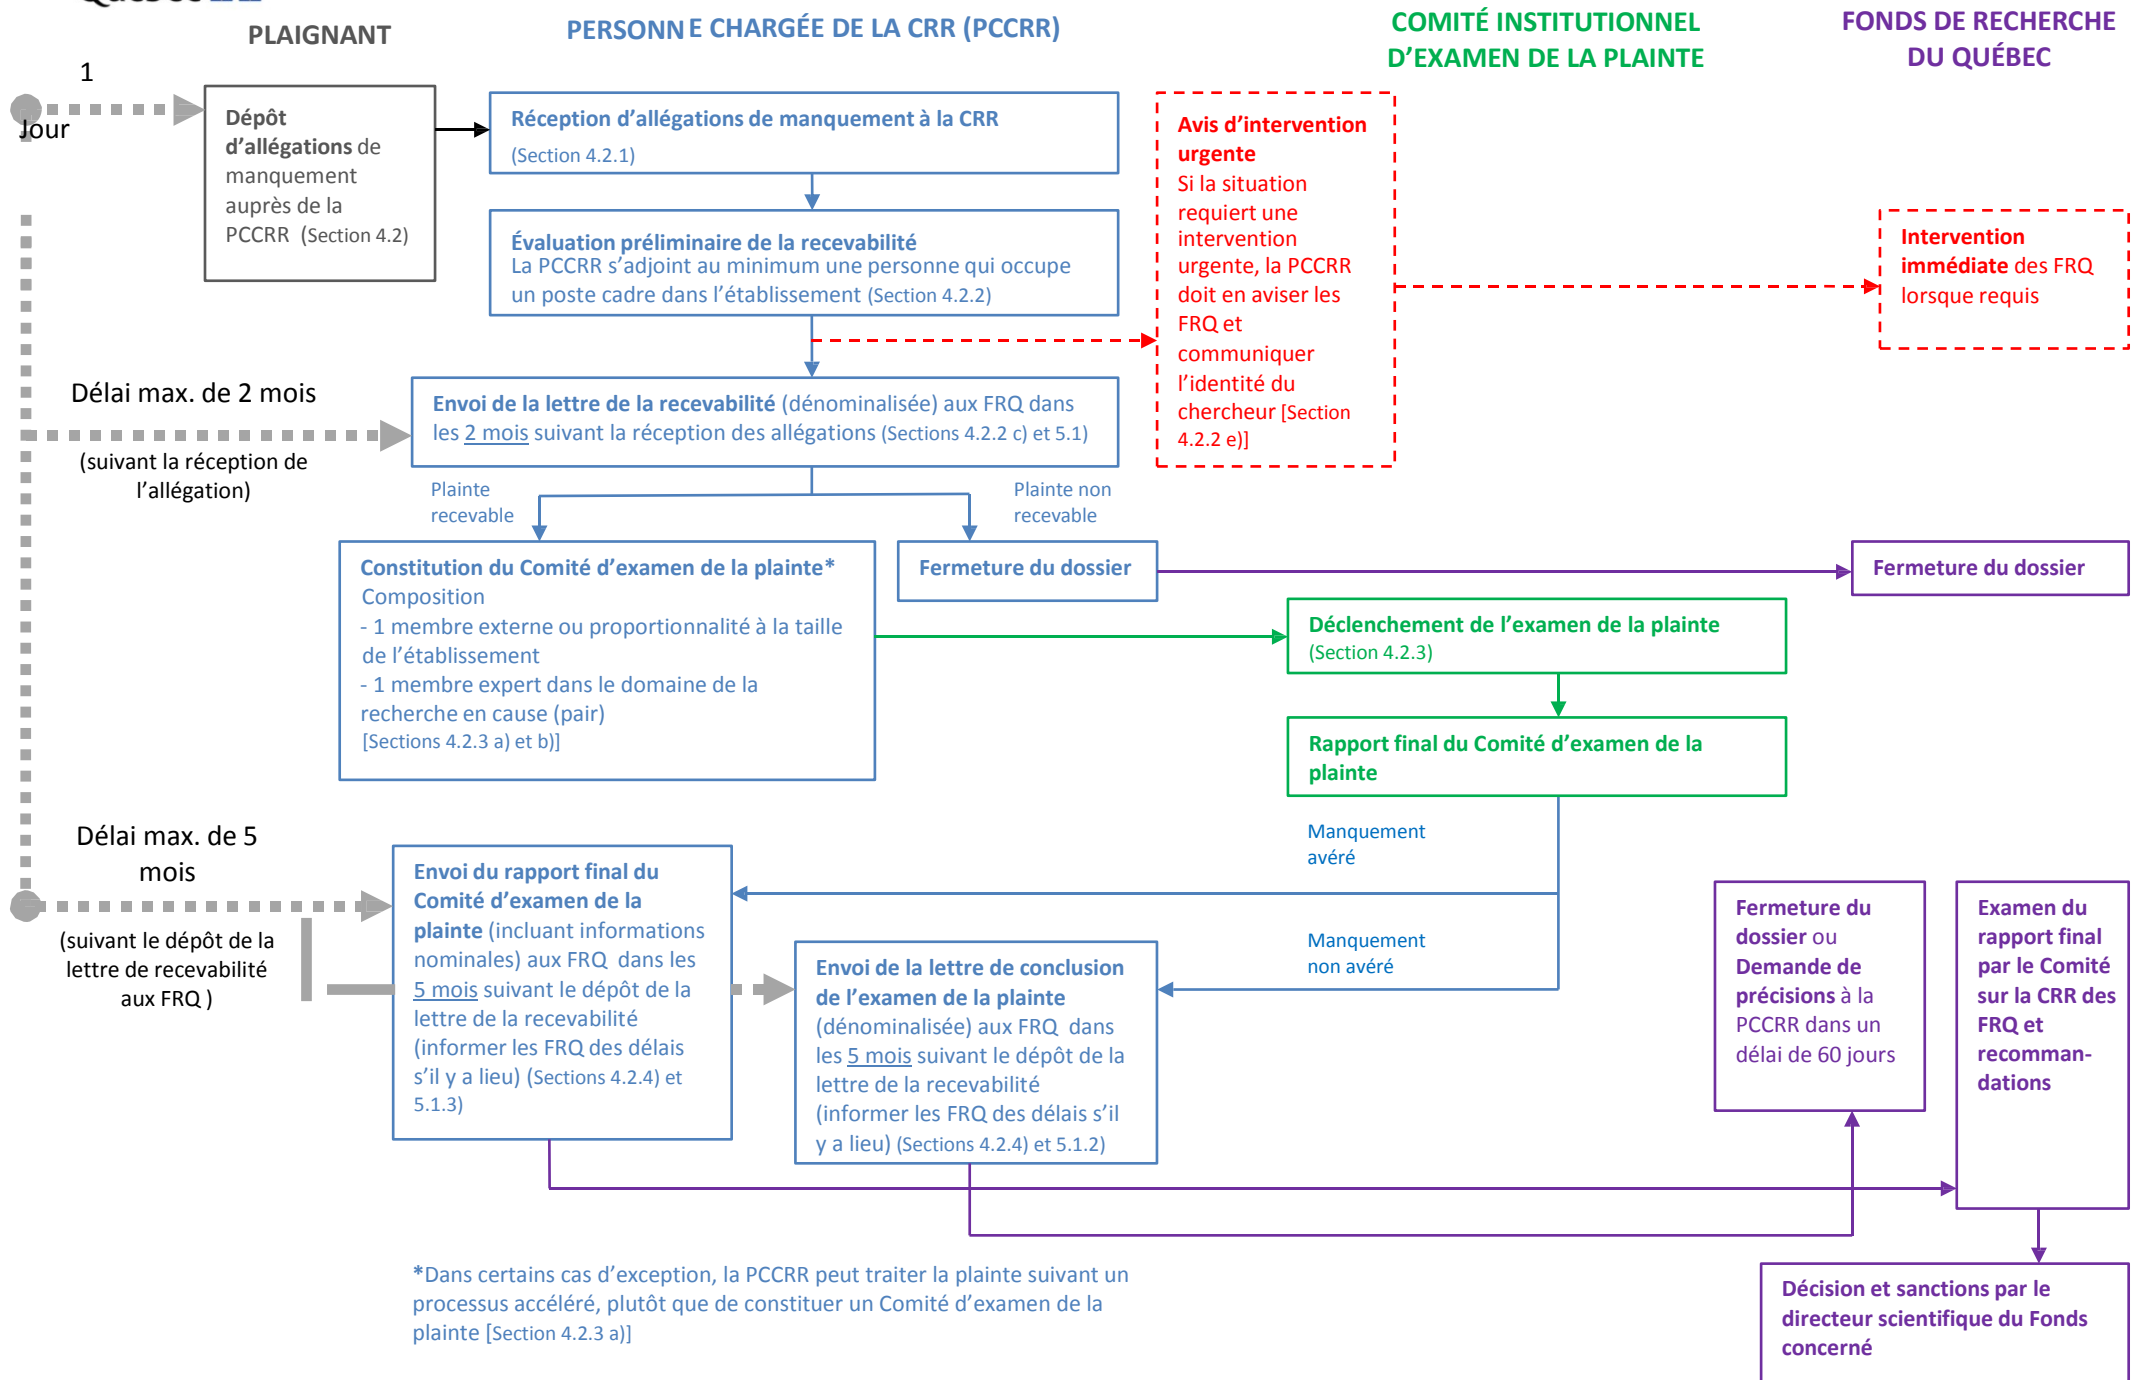 PLAIGNANT
PERSONN E CHARGÉE DE LA CRR (PCCRR)
COMITÉ INSTITUTIONNEL
D’EXAMEN DE LA PLAINTE
FONDS DE RECHERCHE
DU QUÉBEC
1
Jour
Dépôt
d’allégations de
manquement
auprès de la
PCCRR (Section 4.2)
Réception d’allégations de manquement à la CRR
(Section 4.2.1)
Évaluation préliminaire de la recevabilité
La PCCRR s’adjoint au minimum une personne qui occupe
un poste cadre dans l’établissement (Section 4.2.2)
Avis d’intervention
urgente
Si la situation
requiert une
intervention
urgente, la PCCRR
doit en aviser les
FRQ et
communiquer
l’identité du
chercheur [Section
4.2.2 e)]
Intervention
immédiate des FRQ
lorsque requis
Délai max. de 2 mois
(suivant la réception de
l’allégation)
Envoi de la lettre de la recevabilité (dénominalisée) aux FRQ dans
les 2 mois suivant la réception des allégations (Sections 4.2.2 c) et 5.1)
Plainte
recevable
Plainte non
recevable
Constitution du Comité d’examen de la plainte*
Composition
- 1 membre externe ou proportionnalité à la taille
de l’établissement
- 1 membre expert dans le domaine de la
recherche en cause (pair)
[Sections 4.2.3 a) et b)]
Fermeture du dossier
Fermeture du dossier
Déclenchement de l’examen de la plainte
(Section 4.2.3)
Rapport final du Comité d’examen de la
plainte
Manquement
avéré
Manquement
non avéré
Délai max. de 5
mois
(suivant le dépôt de la
lettre de recevabilité
aux FRQ )
Envoi du rapport final du
Comité d’examen de la
plainte (incluant informations
nominales) aux FRQ dans les
5 mois suivant le dépôt de la
lettre de la recevabilité
(informer les FRQ des délais
s’il y a lieu) (Sections 4.2.4) et
5.1.3)
Envoi de la lettre de conclusion
de l’examen de la plainte
(dénominalisée) aux FRQ dans
les 5 mois suivant le dépôt de la
lettre de la recevabilité
(informer les FRQ des délais s’il
y a lieu) (Sections 4.2.4) et 5.1.2)
Fermeture du
dossier ou
Demande de
précisions à la
PCCRR dans un
délai de 60 jours
Examen du
rapport final
par le Comité
sur la CRR des
FRQ et
recomman-
dations
Décision et sanctions par le
directeur scientifique du Fonds
concerné
*Dans certains cas d’exception, la PCCRR peut traiter la plainte suivant un
processus accéléré, plutôt que de constituer un Comité d’examen de la
plainte [Section 4.2.3 a)]